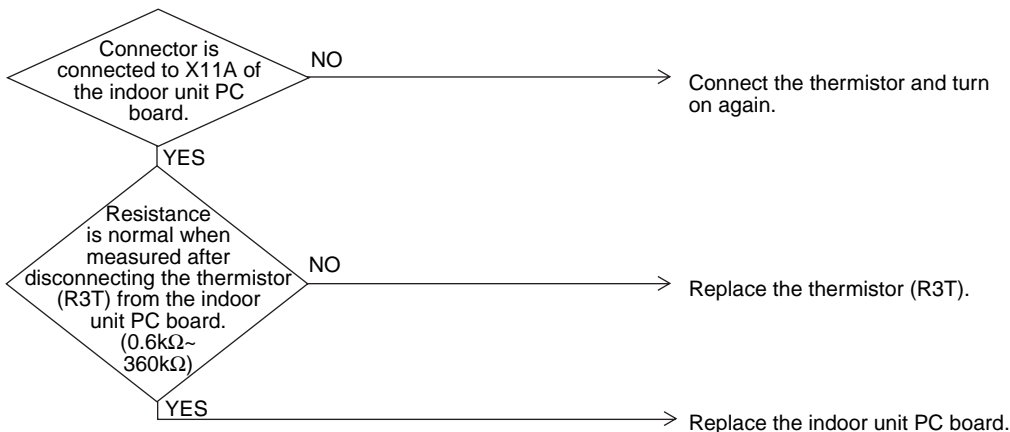 Connector is
connected to X11A of
the indoor unit PC
board.
NO
Connect the thermistor and turn
on again.
YES
Resistance
is normal when
measured after
disconnecting the thermistor
(R3T) from the indoor
unit PC board.
(0.6kΩ~
360kΩ)
NO
Replace the thermistor (R3T).
YES
Replace the indoor unit PC board.